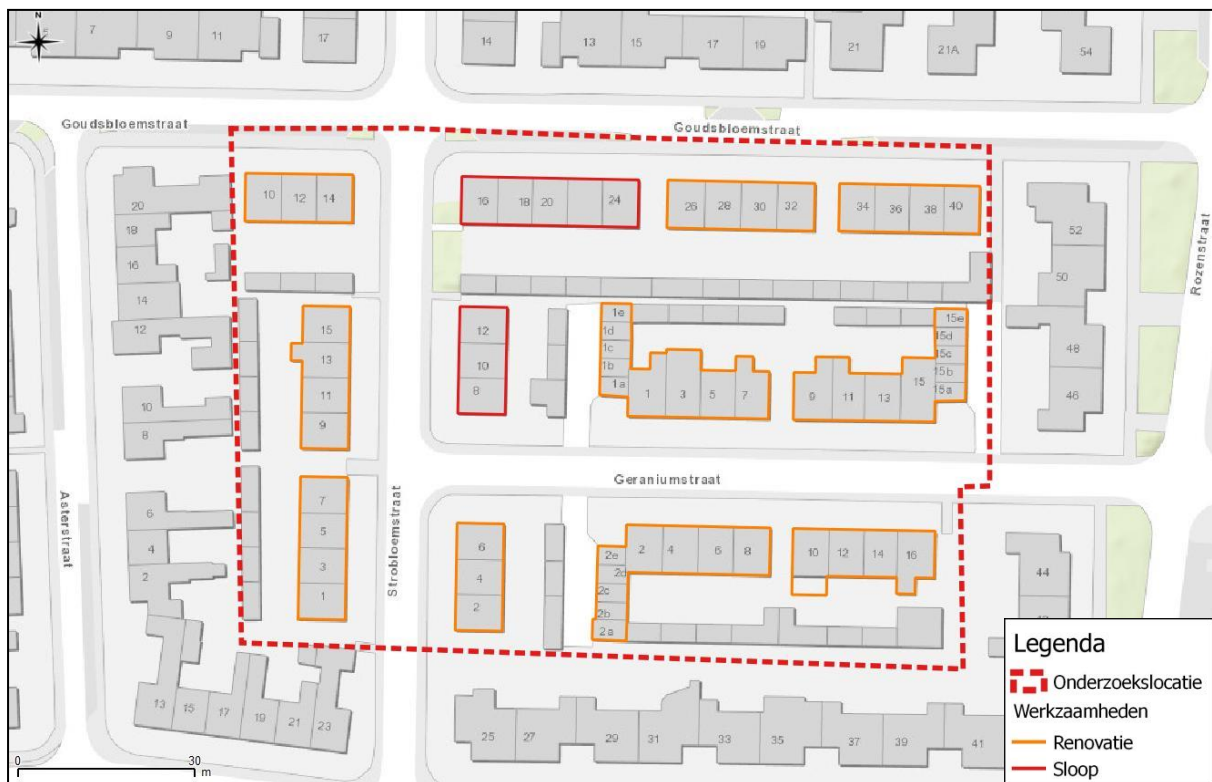 N
7 9 11 17 14 13 15 17 19 21 21A 54
Goudsbloemstraat Goudsbloemstraat
10 12 14 16 18 20 24 26 28 30 32 34 36 38 40
20
18
16
14
12
52
50
48
46
Rozenstraat
15
13
11
9
12
10
8
1e
1d
1c
1b
1a
1 3 5 7
9 11 13 15
15e
15d
15c
15b
15a
10
8
Geraniumstraat
Asterstraat
Strobloemstraat
6
4
2
7
5
3
1
6
4
2
2e
2d
2c
2b
2a
2 4 6 8
10 12 14 16
44
13 15 17 19 21 23
25 27 29 31 33 35 37 39 41
0 30
m
Legenda
Onderzoekslocatie
Werkzaamheden
Renovatie
Sloop